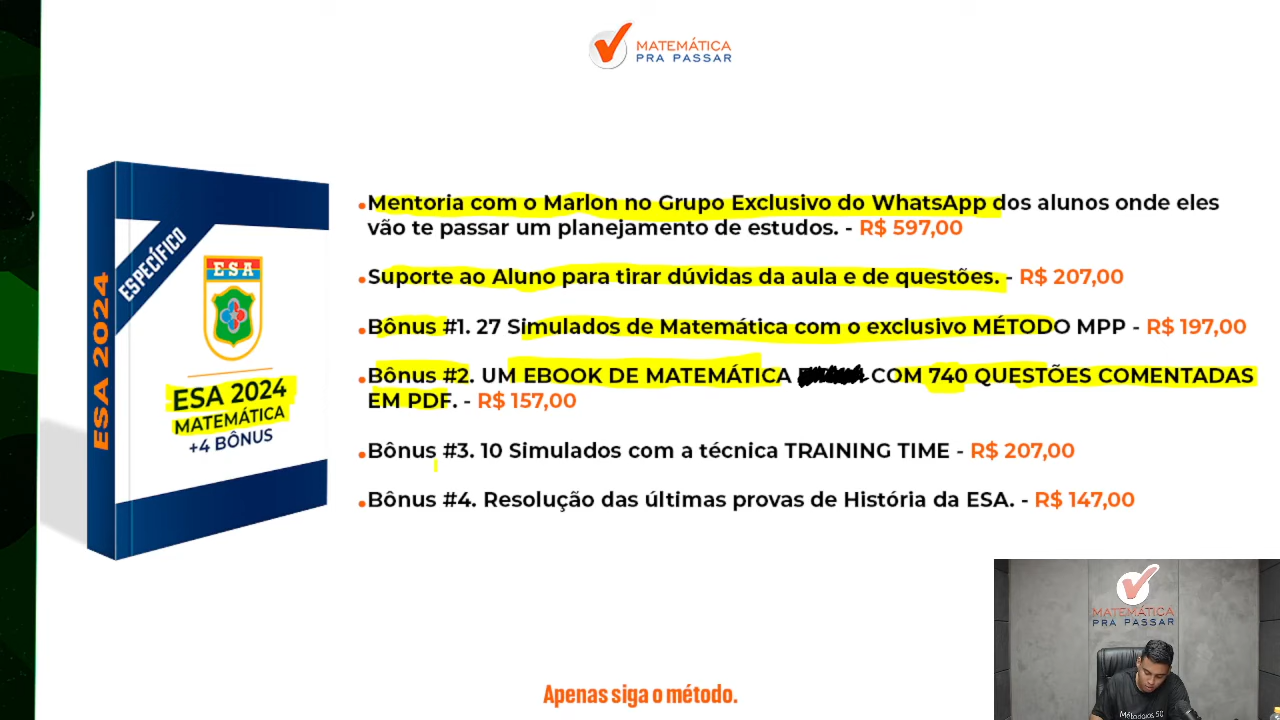 MATEMÁTICA
PRA PASSAR
ESA 2024
ESPECÍFICO
ESA
ESA 2024
MATEMÁTICA
+4 BÔNUS
Mentoria com o Marlon no Grupo Exclusivo do WhatsApp dos alunos onde eles
vão te passar um planejamento de estudos. - R$ 597,00
Suporte ao Aluno para tirar dúvidas da aula e de questões. - R$ 207,00
Bônus #1. 27 Simulados de Matemática com o exclusivo MÉTODO MPP - R$ 197,00
Bônus #2. UM EBOOK DE MATEMÁTICA COM 740 QUESTÕES COMENTADAS
EM PDF. - R$ 157,00
Bônus #3. 10 Simulados com a técnica TRAINING TIME - R$ 207,00
Bônus #4. Resolução das últimas provas de História da ESA. - R$ 147,00
MATEMÁTICA
PRA PASSAR
Apenas siga o método.